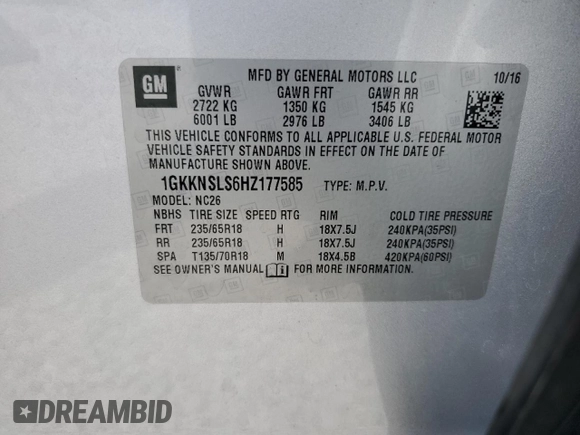 GM
MFD BY GENERAL MOTORS LLC 10/16
GVWR GAWR FRT GAWR RR
2722 KG 1350 KG 1545 KG
6001 LB 2976 LB 3406 LB
THIS VEHICLE CONFORMS TO ALL APPLICABLE U.S. FEDERAL MOTOR
VEHICLE SAFETY STANDARDS IN EFFECT ON THE DATE OF
MANUFACTURE SHOWN ABOVE.
1GKKNSLS6HZ177585 TYPE: M.P.V.
MODEL: NC26
NBHS TIRE SIZE SPEED RTG RIM COLD TIRE PRESSURE
FRT 235/65R18 H 18X7.5J 240KPA(35PSI)
RR 235/65R18 H 18X7.5J 240KPA(35PSI)
SPA T135/70R18 M 18X4.5B 420KPA(60PSI)
SEE OWNER'S MANUAL FOR MORE INFORMATION
DREAMBID